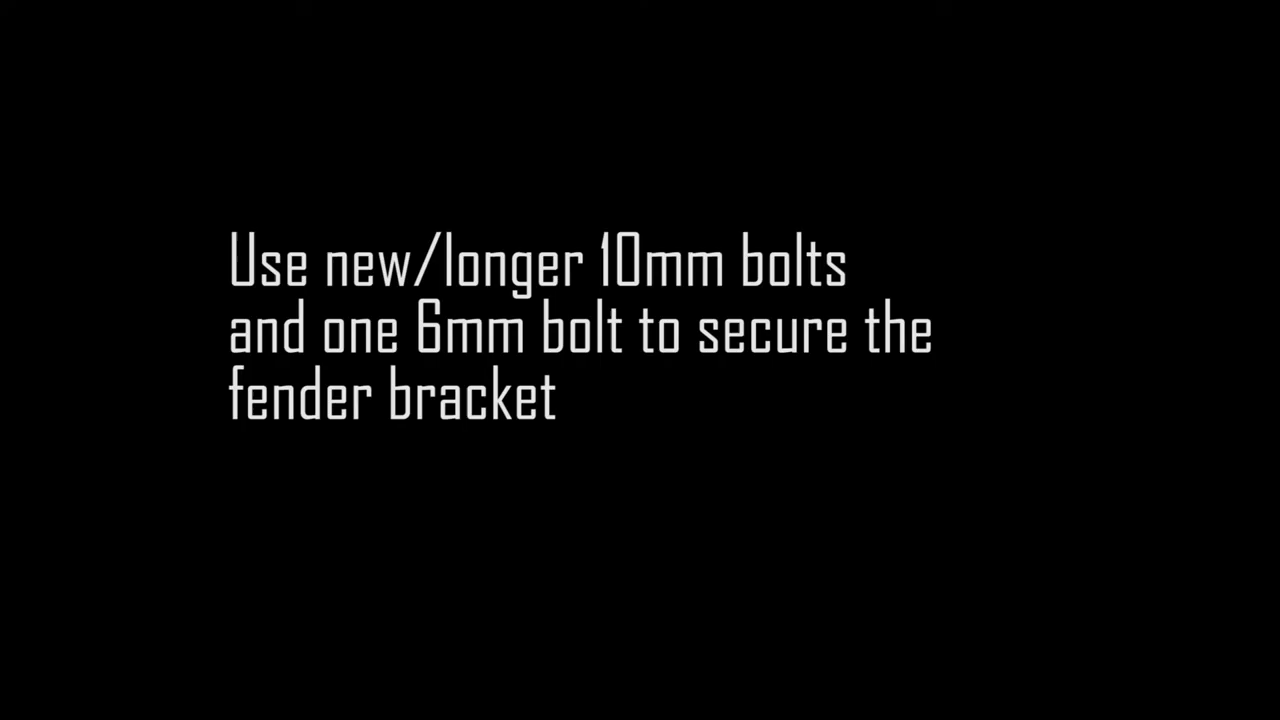 Use new/longer 10mm bolts
and one 6mm bolt to secure the
fender bracket